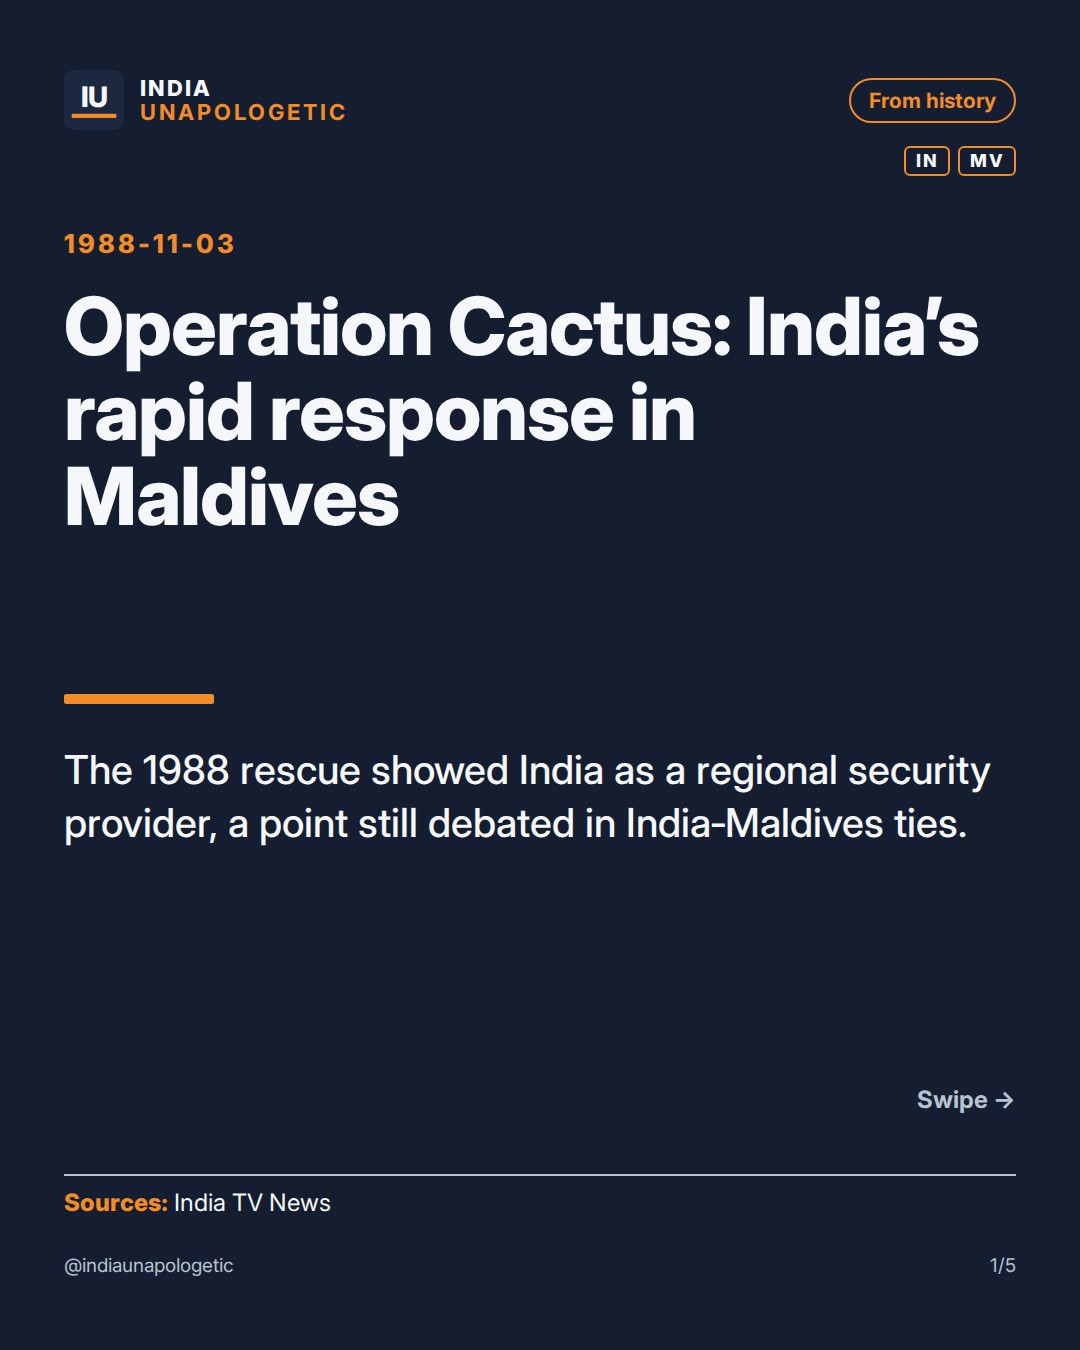 IU
INDIA
UNAPOLOGETIC
From history
IN MV
1988-11-03
Operation Cactus: India’s
rapid response in
Maldives
The 1988 rescue showed India as a regional security
provider, a point still debated in India-Maldives ties.
Swipe →
Sources: India TV News
@indiaunapologetic
1/5